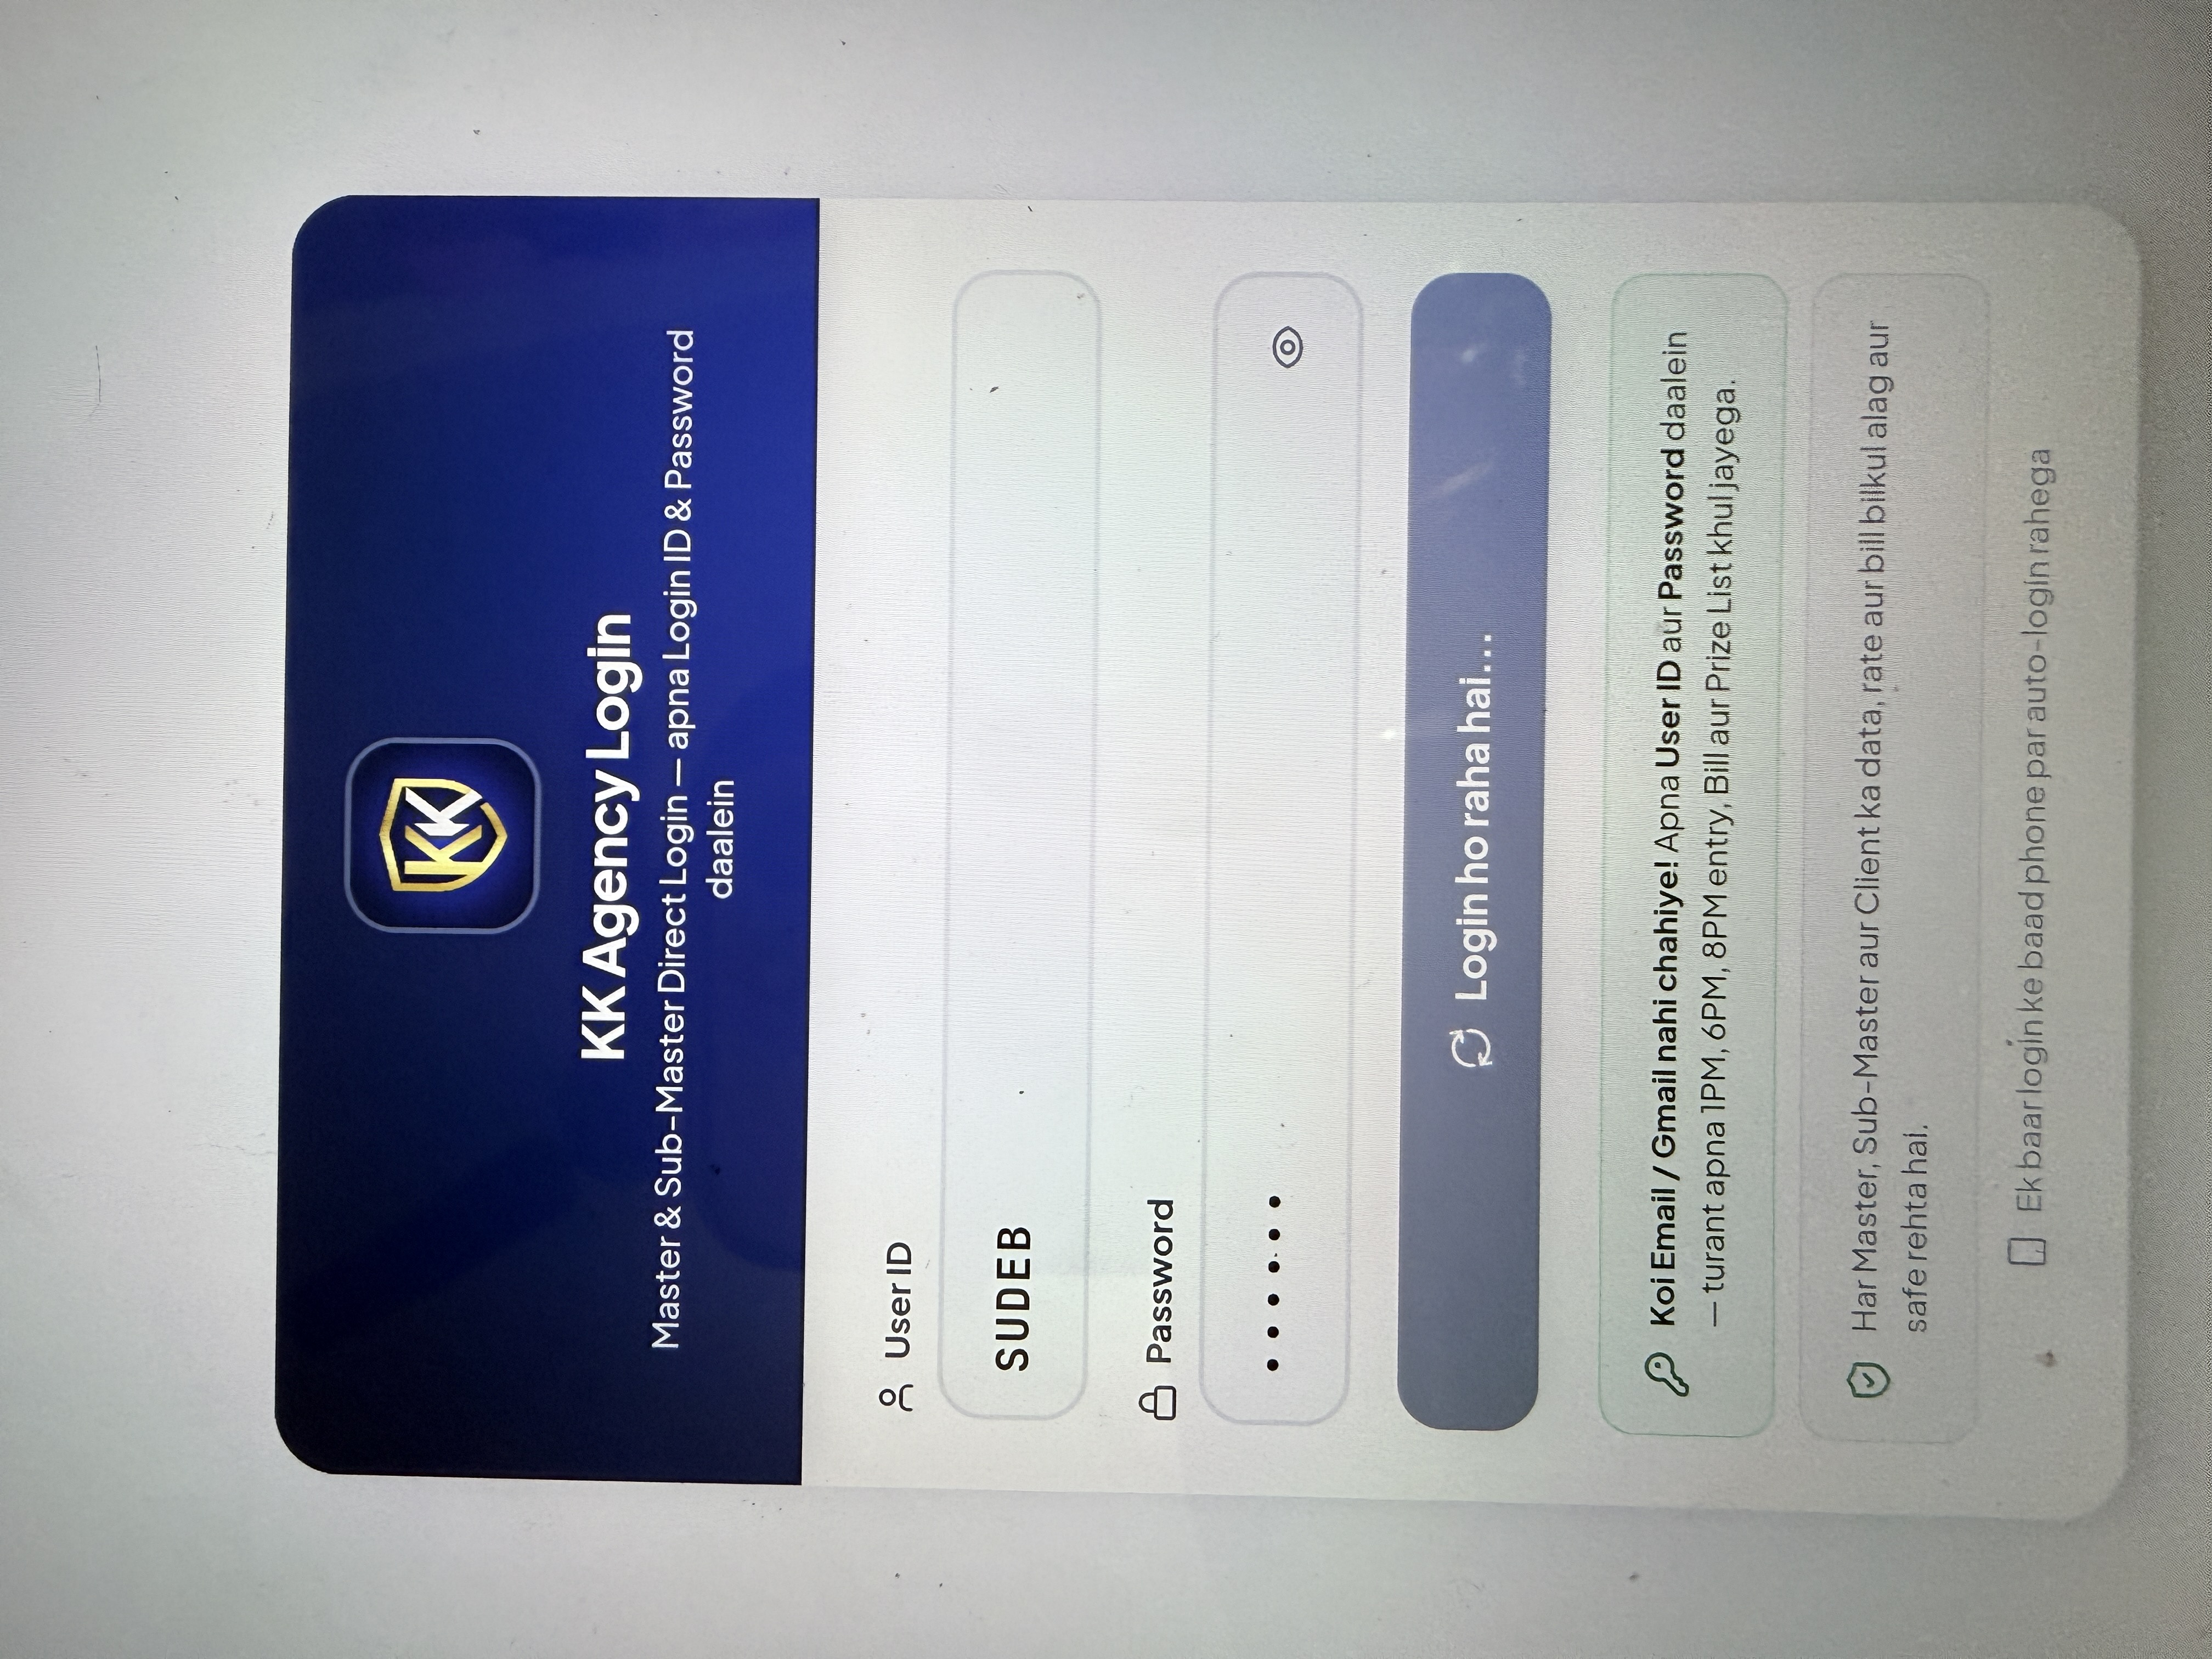 KK
KK Agency Login
Master & Sub-Master Direct Login — apna Login ID & Password
daalein
User ID
SUDEB
Password
••••••
Login ho raha hai...
Koi Email / Gmail nahi chahiye! Apna User ID aur Password daalein
— turant apna 1PM, 6PM, 8PM entry, Bill aur Prize List khul jayega.
Har Master, Sub-Master aur Client ka data, rate aur bill bilkul alag aur
safe rehta hai.
Ek baar login ke baad phone par auto-login rahega